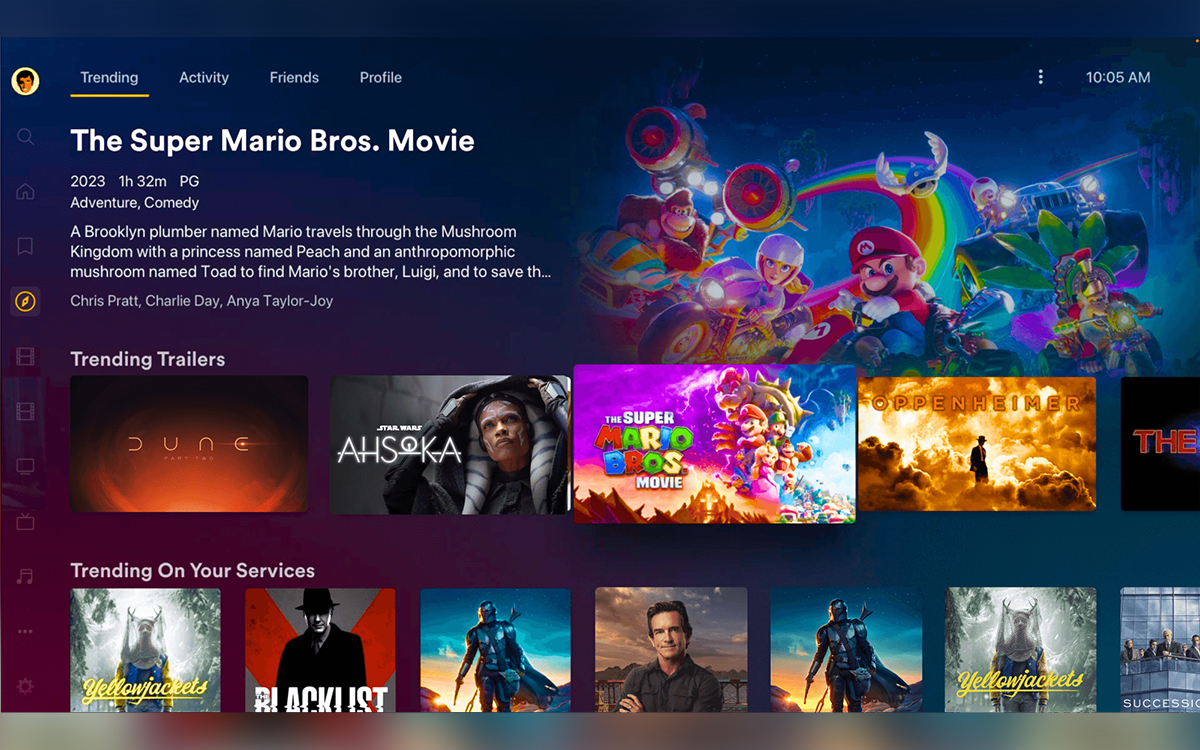 Trending Activity Friends Profile
10:05 AM
The Super Mario Bros. Movie
2023 1h 32m PG
Adventure, Comedy
A Brooklyn plumber named Mario travels through the Mushroom
Kingdom with a princess named Peach and an anthropomorphic
mushroom named Toad to find Mario's brother, Luigi, and to save th...
Chris Pratt, Charlie Day, Anya Taylor-Joy
Trending Trailers
DUNE
PART TWO
STAR WARS
AHSOKA
THE SUPER
MARIO
BROS.
MOVIE
OPPENHEIMER
THE
Trending On Your Services
Yellowjackets
BLACKLIST
Yellowjackets
SUCCESSIO